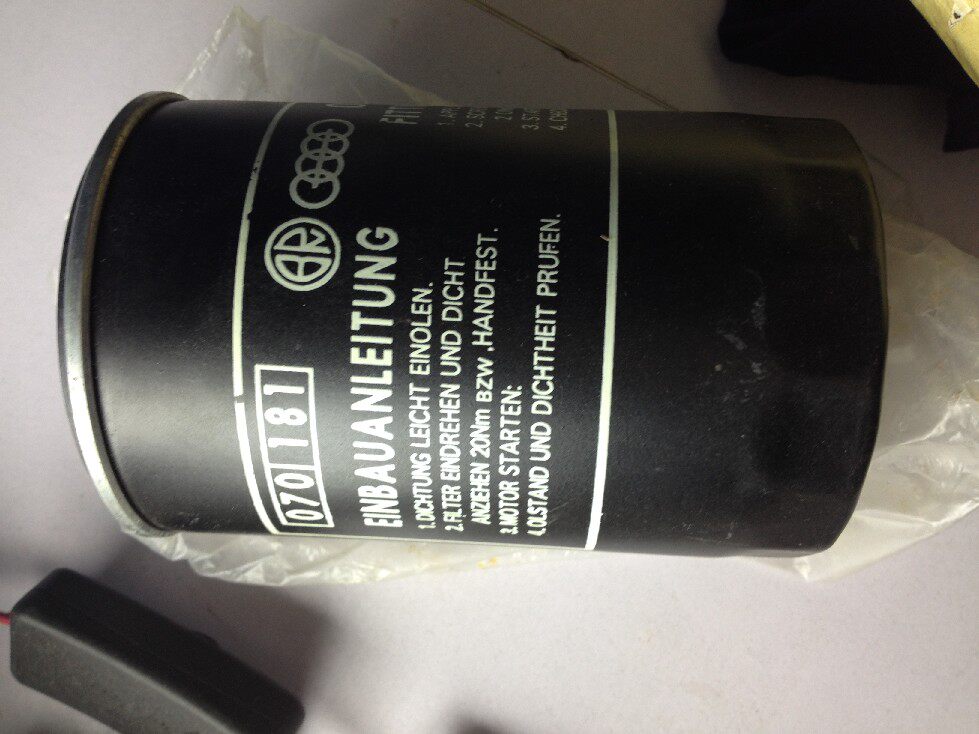 070 181
EINBAUANLEITUNG
1. DICHTUNG LEICHT EINOLEN.
2. FILTER EINDREHEN UND DICHT
ANZIEHEN 20Nm BZW ,HANDFEST.
3. MOTOR STARTEN:
4. OLSTAND UND DICHTHEIT PRUFEN.